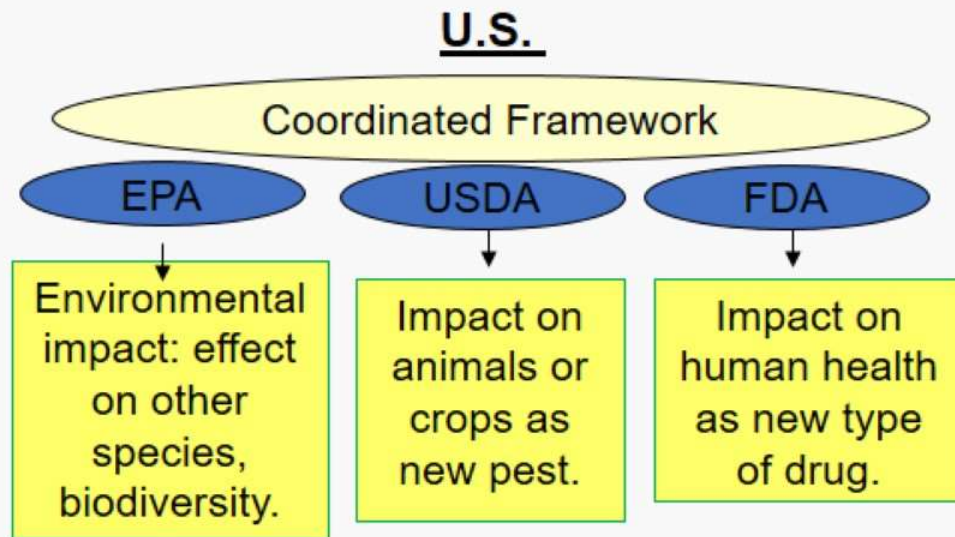 U.S.
Coordinated Framework
EPA
USDA
FDA
Environmental
impact: effect
on other
species,
biodiversity.
Impact on
animals or
crops as
new pest.
Impact on
human health
as new type
of drug.